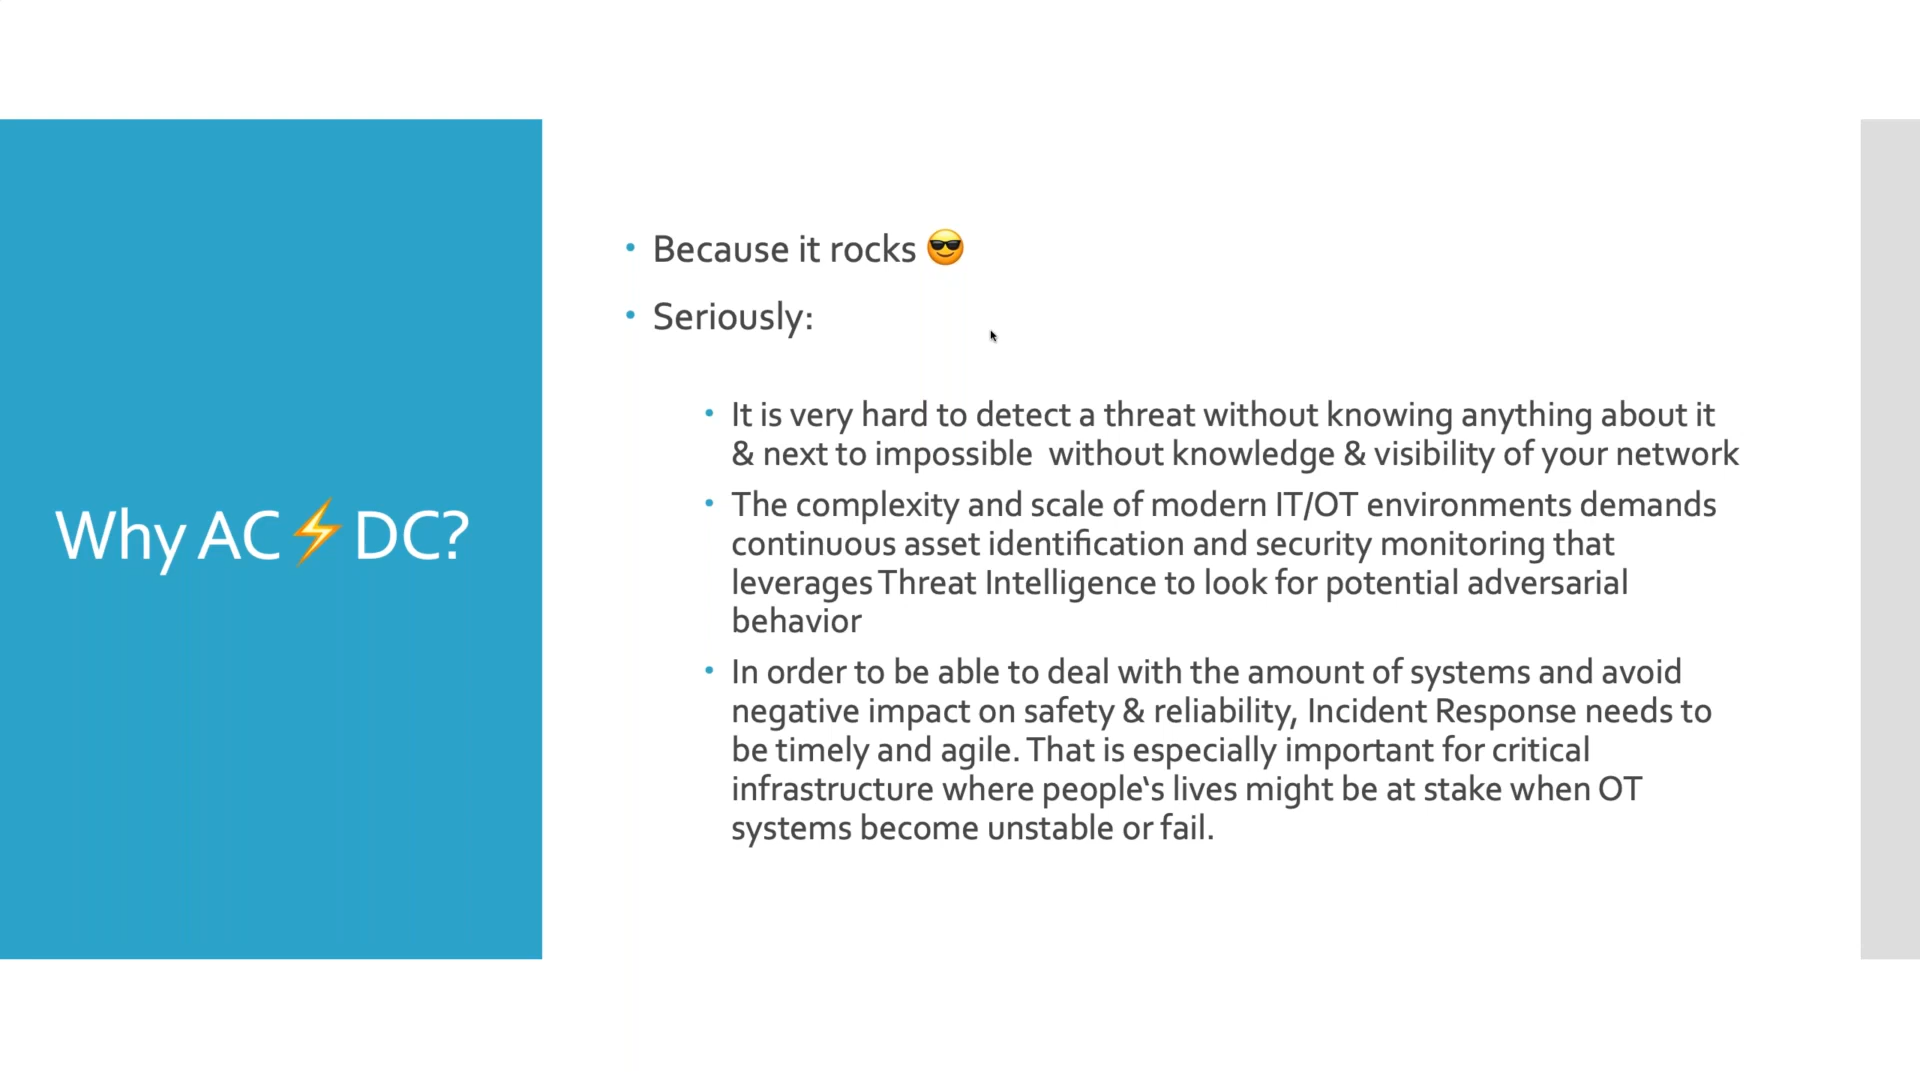 Why AC⚡DC?
• Because it rocks 😎
• Seriously:
• It is very hard to detect a threat without knowing anything about it
& next to impossible  without knowledge & visibility of your network
• The complexity and scale of modern IT/OT environments demands
continuous asset identification and security monitoring that
leverages Threat Intelligence to look for potential adversarial
behavior
• In order to be able to deal with the amount of systems and avoid
negative impact on safety & reliability, Incident Response needs to
be timely and agile. That is especially important for critical
infrastructure where people‘s lives might be at stake when OT
systems become unstable or fail.